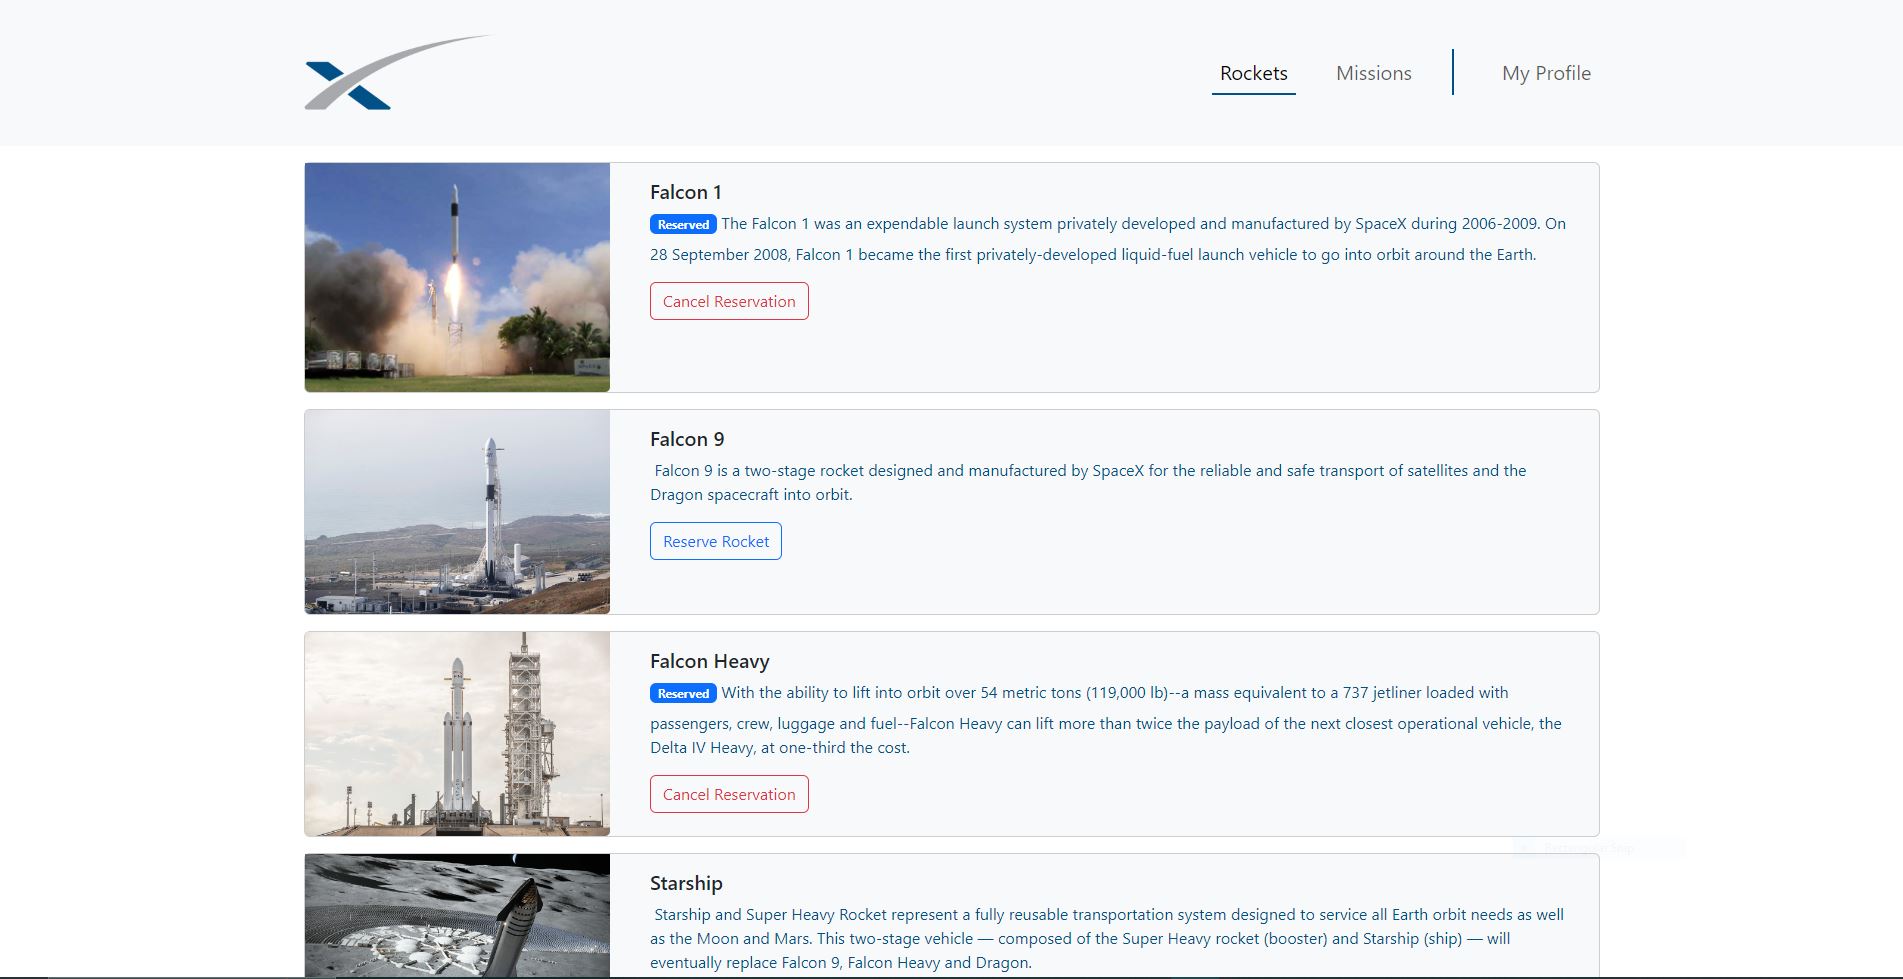 Rockets
Missions
My Profile
Falcon 1
Reserved The Falcon 1 was an expendable launch system privately developed and manufactured by SpaceX during 2006-2009. On
28 September 2008, Falcon 1 became the first privately-developed liquid-fuel launch vehicle to go into orbit around the Earth.
Cancel Reservation
Falcon 9
Falcon 9 is a two-stage rocket designed and manufactured by SpaceX for the reliable and safe transport of satellites and the
Dragon spacecraft into orbit.
Reserve Rocket
Falcon Heavy
Reserved With the ability to lift into orbit over 54 metric tons (119,000 lb)--a mass equivalent to a 737 jetliner loaded with
passengers, crew, luggage and fuel--Falcon Heavy can lift more than twice the payload of the next closest operational vehicle, the
Delta IV Heavy, at one-third the cost.
Cancel Reservation
Rectangular Snip
Starship
Starship and Super Heavy Rocket represent a fully reusable transportation system designed to service all Earth orbit needs as well
as the Moon and Mars. This two-stage vehicle — composed of the Super Heavy rocket (booster) and Starship (ship) — will
eventually replace Falcon 9, Falcon Heavy and Dragon.